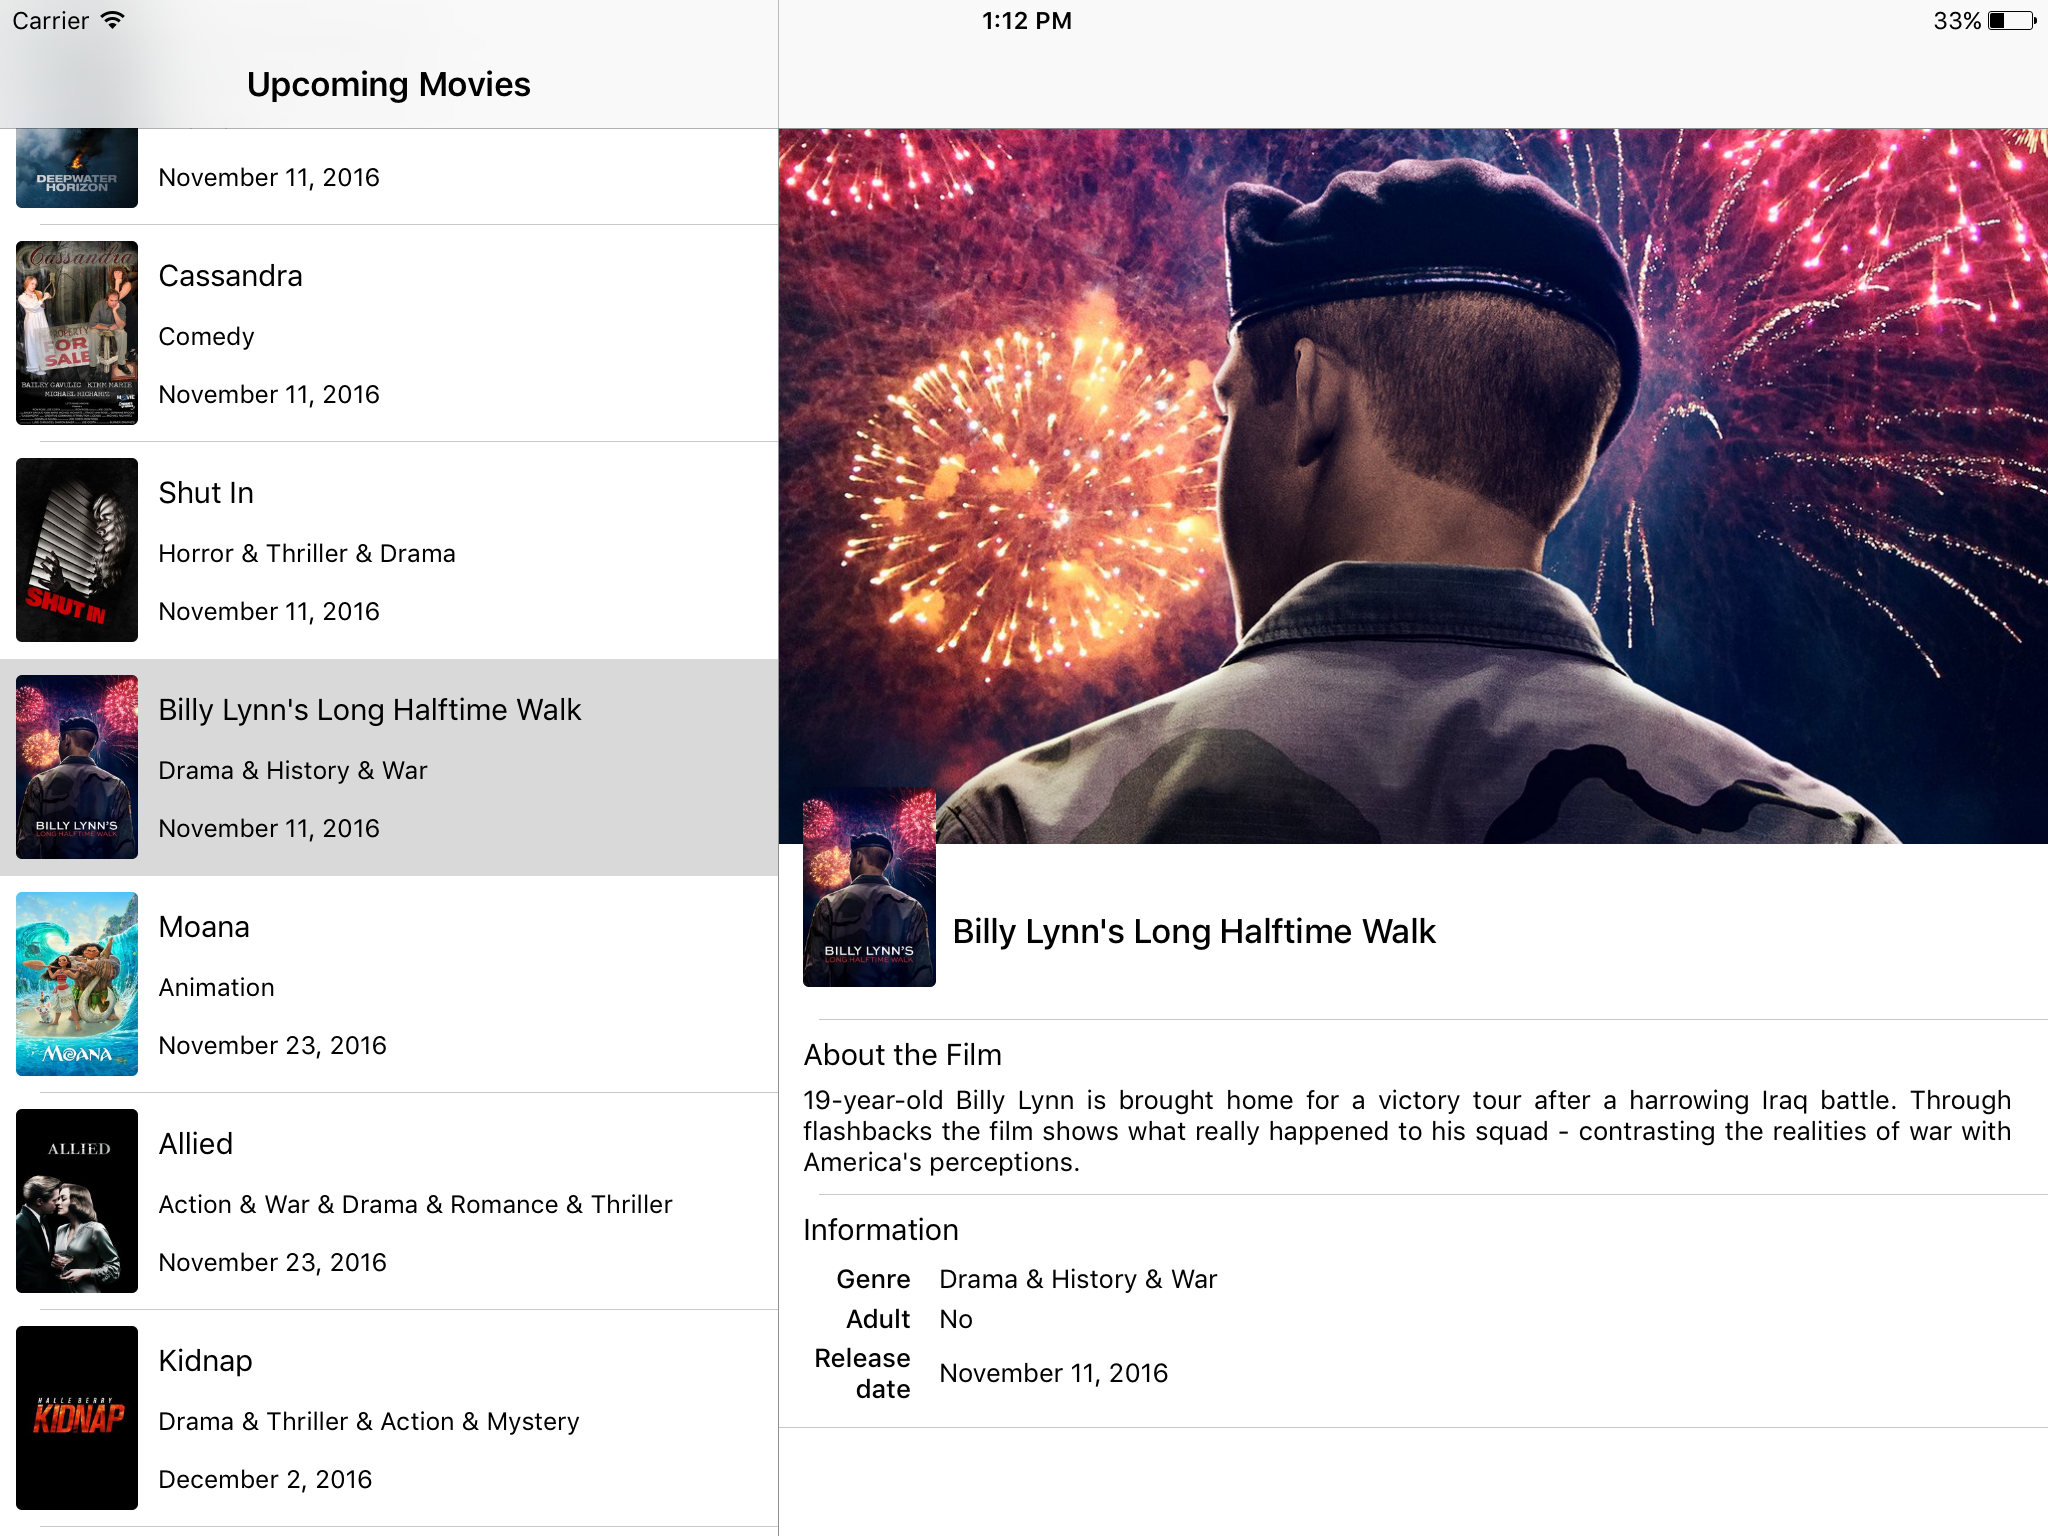 Carrier
1:12 PM
33%
Upcoming Movies
DEEPWATER
HORIZON
November 11, 2016
Cassandra
PROPERTY
FOR
SALE
BAILEY GAVULIC KIMM MARIE
Cassandra
Comedy
November 11, 2016
SHUT IN
Shut In
Horror & Thriller & Drama
November 11, 2016
BILLY LYNN'S
LONG HALFTIME WALK
Billy Lynn's Long Halftime Walk
Drama & History & War
November 11, 2016
MOANA
Moana
Animation
November 23, 2016
ALLIED
Allied
Action & War & Drama & Romance & Thriller
November 23, 2016
HALLE BERRY
KIDNAP
Kidnap
Drama & Thriller & Action & Mystery
December 2, 2016
BILLY LYNN'S
LONG HALFTIME WALK
Billy Lynn's Long Halftime Walk
About the Film
19-year-old Billy Lynn is brought home for a victory tour after a harrowing Iraq battle. Through
flashbacks the film shows what really happened to his squad - contrasting the realities of war with
America's perceptions.
Information
Genre Drama & History & War
Adult No
Release
date November 11, 2016